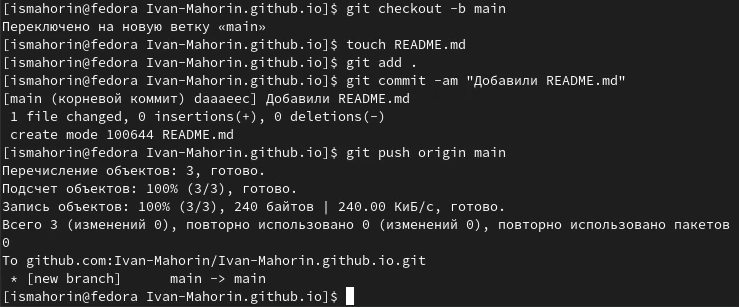 [ismahorin@fedora Ivan-Mahorin.github.io]$ git checkout -b main
Переключено на новую ветку «main»
[ismahorin@fedora Ivan-Mahorin.github.io]$ touch README.md
[ismahorin@fedora Ivan-Mahorin.github.io]$ git add .
[ismahorin@fedora Ivan-Mahorin.github.io]$ git commit -am "Добавили README.md"
[main (корневой коммит) daaaeec] Добавили README.md
 1 file changed, 0 insertions(+), 0 deletions(-)
 create mode 100644 README.md
[ismahorin@fedora Ivan-Mahorin.github.io]$ git push origin main
Перечисление объектов: 3, готово.
Подсчет объектов: 100% (3/3), готово.
Запись объектов: 100% (3/3), 240 байтов | 240.00 КиБ/с, готово.
Всего 3 (изменений 0), повторно использовано 0 (изменений 0), повторно использовано пакетов
0
To github.com:Ivan-Mahorin/Ivan-Mahorin.github.io.git
 * [new branch]      main -> main
[ismahorin@fedora Ivan-Mahorin.github.io]$